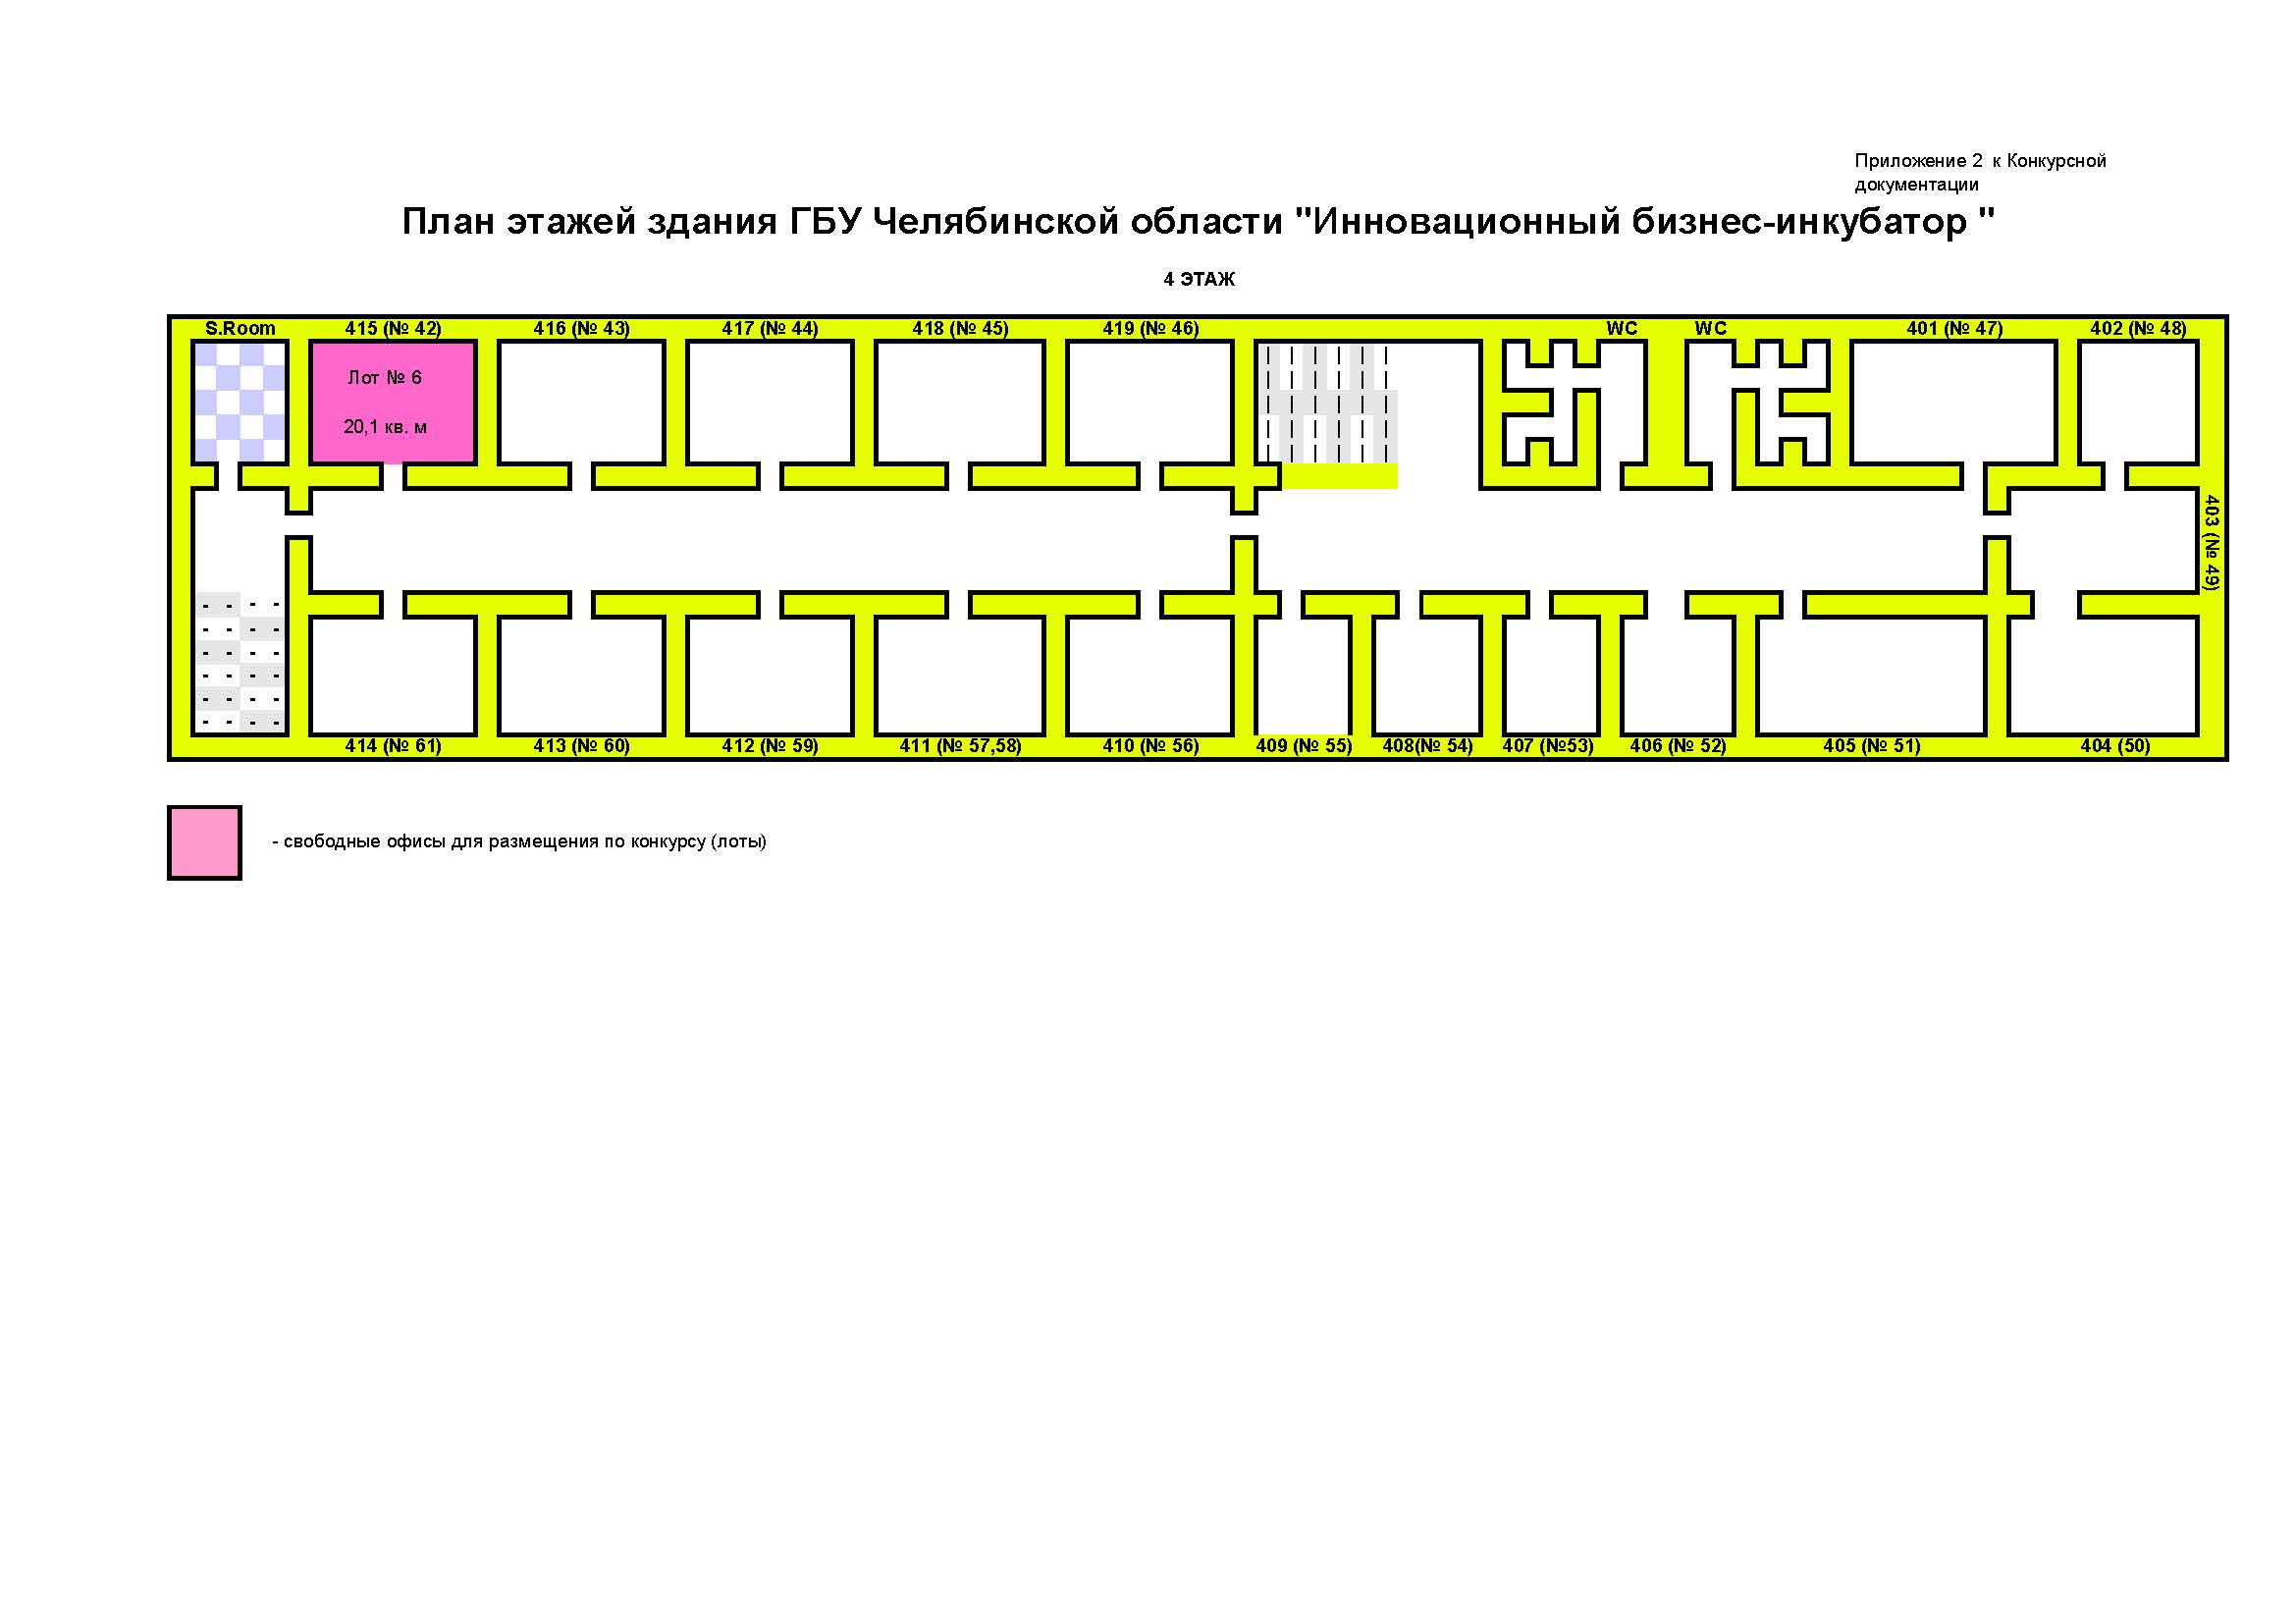 Приложение 2 к Конкурсной
документации
План этажей здания ГБУ Челябинской области "Инновационный бизнес-инкубатор "
4 ЭТАЖ
S.Room 415 (№ 42) 416 (№ 43) 417 (№ 44) 418 (№ 45) 419 (№ 46) WC WC 401 (№ 47) 402 (№ 48)
Лот № 6
20,1 кв. м
403 (№ 49)
414 (№ 61) 413 (№ 60) 412 (№ 59) 411 (№ 57,58) 410 (№ 56) 409 (№ 55) 408(№ 54) 407 (№53) 406 (№ 52) 405 (№ 51) 404 (50)
- свободные офисы для размещения по конкурсу (лоты)